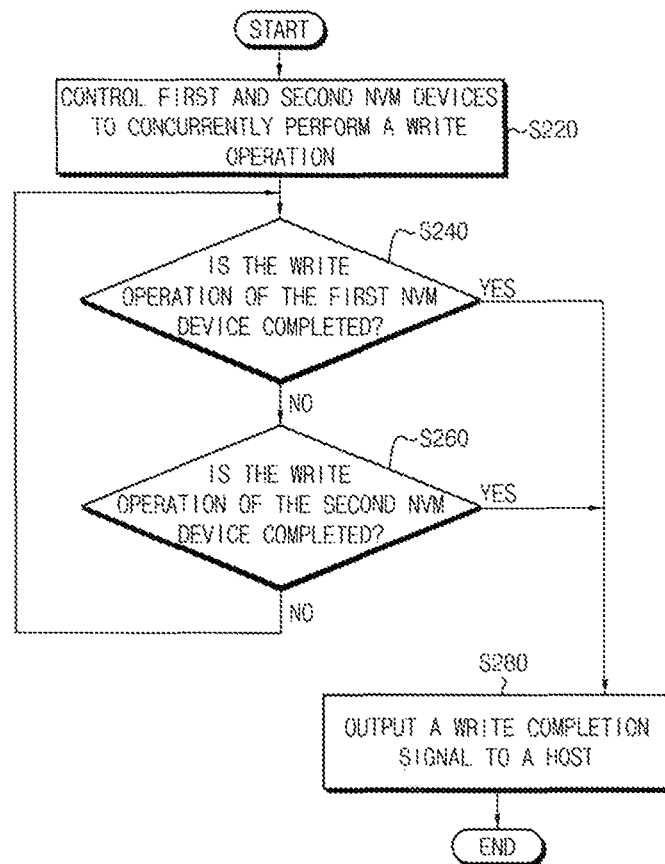 START
CONTROL FIRST AND SECOND NVM DEVICES
TO CONCURRENTLY PERFORM A WRITE
OPERATION
S220
S240
IS THE WRITE
OPERATION OF THE FIRST NVM
DEVICE COMPLETED?
YES
NO
S260
IS THE WRITE
OPERATION OF THE SECOND NVM
DEVICE COMPLETED?
YES
NO
S280
OUTPUT A WRITE COMPLETION
SIGNAL TO A HOST
END